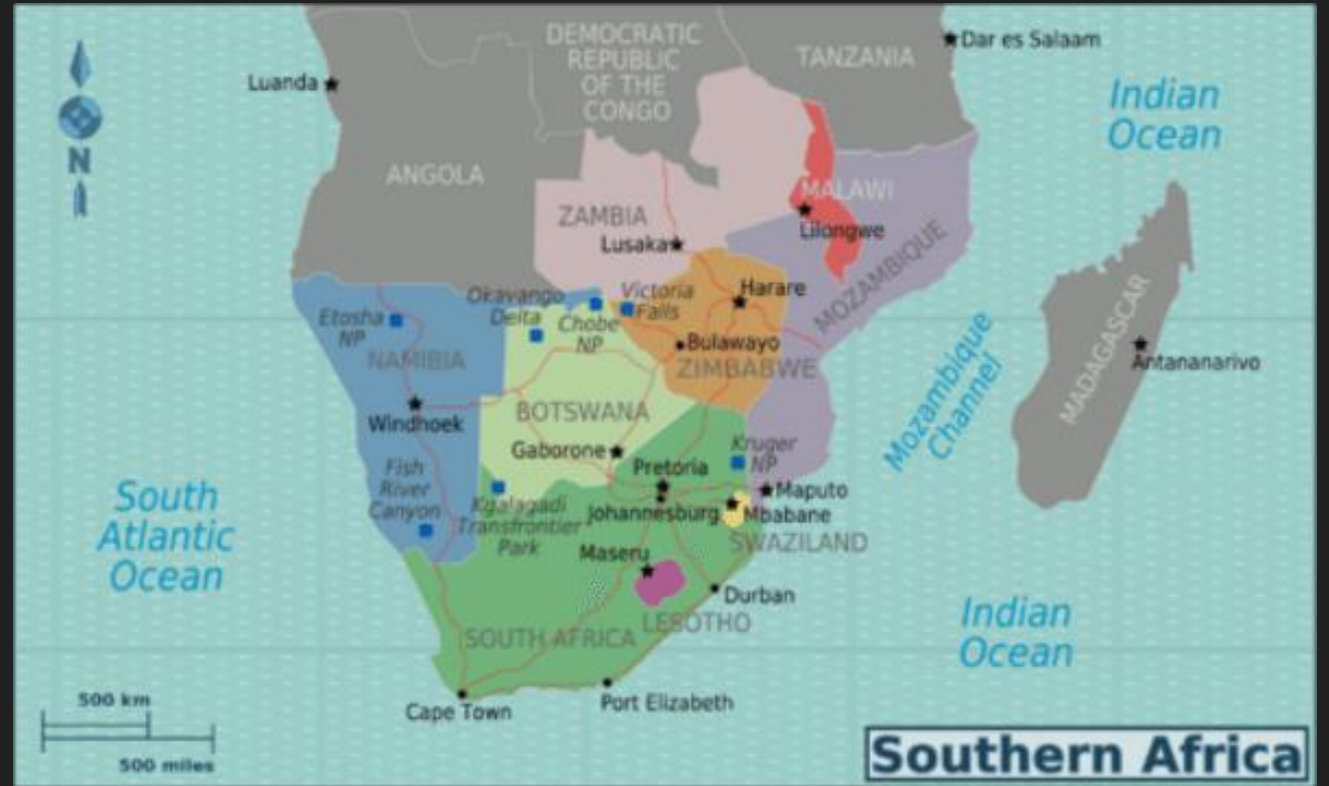 DEMOCRATIC
REPUBLIC
OF THE
CONGO
TANZANIA
Dar es Salaam
Luanda
Indian
Ocean
N
ANGOLA
MALAWI
ZAMBIA
Lusaka
Lilongwe
MOZAMBIQUE
Okavango
Delta
Victoria
Falls
Harare
Etosha
NP
Chobe
NP
MADAGASCAR
NAMIBIA
Bulawayo
ZIMBABWE
Antananarivo
Mozambique
Channel
Windhoek
BOTSWANA
Gaborone
Kruger
NP
Pretoria
Fish
River
Canyon
Maputo
Kgalagadi
Transfrontier
Park
Johannesburg
Mbabane
SWAZILAND
South
Atlantic
Ocean
Maseru
Durban
LESOTHO
SOUTH AFRICA
Indian
Ocean
Cape Town
Port Elizabeth
500 km
500 miles
Southern Africa